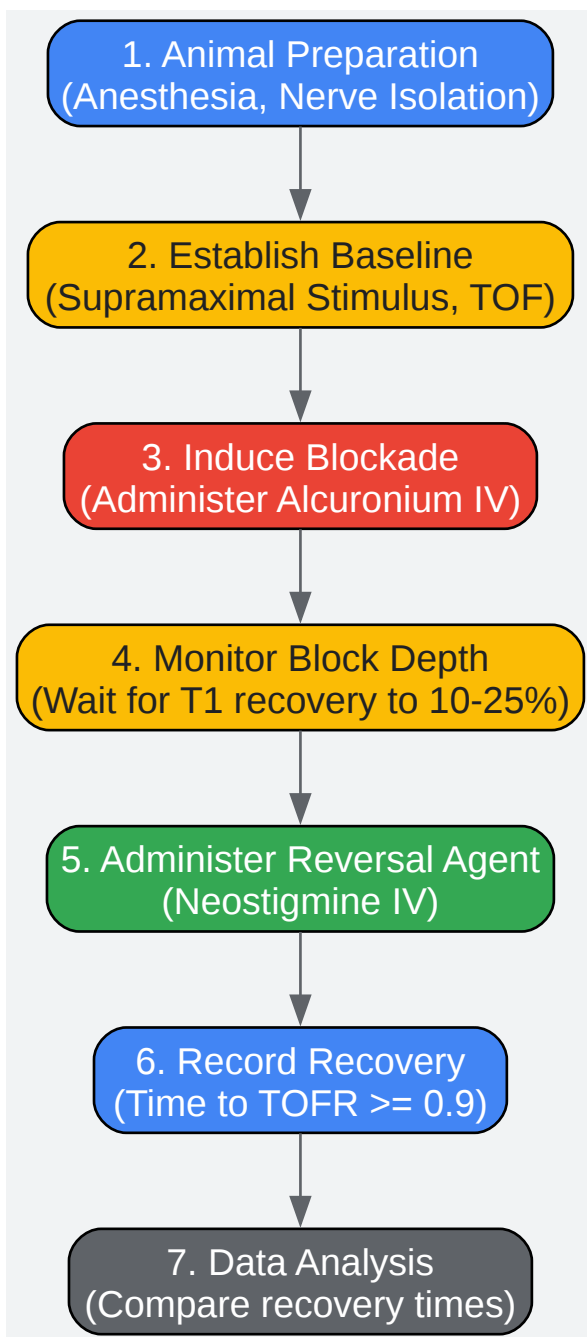 1. Animal Preparation
(Anesthesia, Nerve Isolation)
2. Establish Baseline
(Supramaximal Stimulus, TOF)
3. Induce Blockade
(Administer Alcuronium IV)
4. Monitor Block Depth
(Wait for T1 recovery to 10-25%)
5. Administer Reversal Agent
(Neostigmine IV)
6. Record Recovery
(Time to TOFR >= 0.9)
7. Data Analysis
(Compare recovery times)